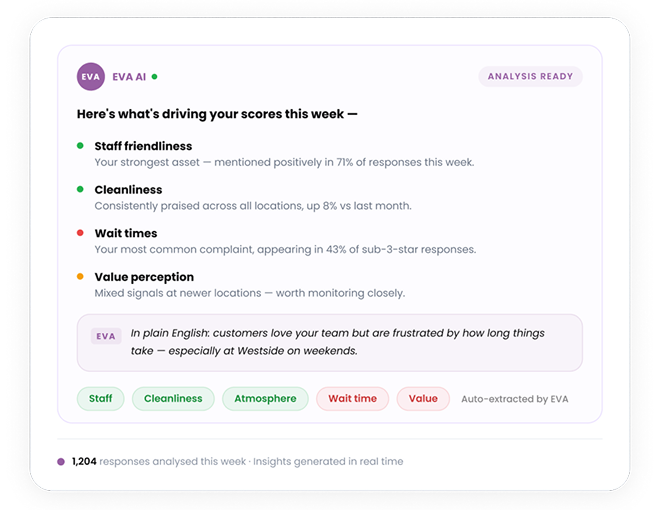 EVA EVA AI ANALYSIS READY
Here's what's driving your scores this week —
Staff friendliness
Your strongest asset — mentioned positively in 71% of responses this week.
Cleanliness
Consistently praised across all locations, up 8% vs last month.
Wait times
Your most common complaint, appearing in 43% of sub-3-star responses.
Value perception
Mixed signals at newer locations — worth monitoring closely.
EVA In plain English: customers love your team but are frustrated by how long things
take — especially at Westside on weekends.
Staff Cleanliness Atmosphere Wait time Value Auto-extracted by EVA
1,204 responses analysed this week · Insights generated in real time